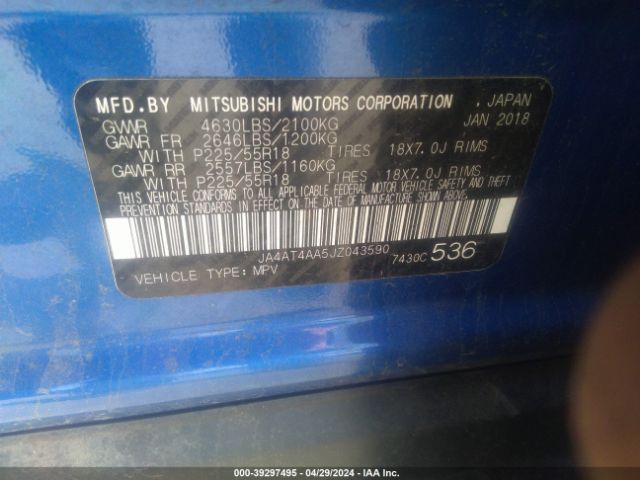 MFD.BY MITSUBISHI MOTORS CORPORATION , JAPAN
GVWR 4630LBS/2100KG JAN 2018
GAWR FR 2646LBS/1200KG
WITH P225/55R18 TIRES 18X7.0J RIMS
GAWR RR 2557LBS/1160KG
WITH P225/55R18 TIRES 18X7.0J RIMS
THIS VEHICLE CONFORMS TO ALL APPLICABLE FEDERAL MOTOR VEHICLE SAFETY AND THEFT
PREVENTION STANDARDS IN EFFECT ON THE DATE OF MANUFACTURE SHOWN ABOVE.
JA4AT4AA5JZ043590 7430C 536
VEHICLE TYPE: MPV
000-39297495 - 04/29/2024 - IAA Inc.